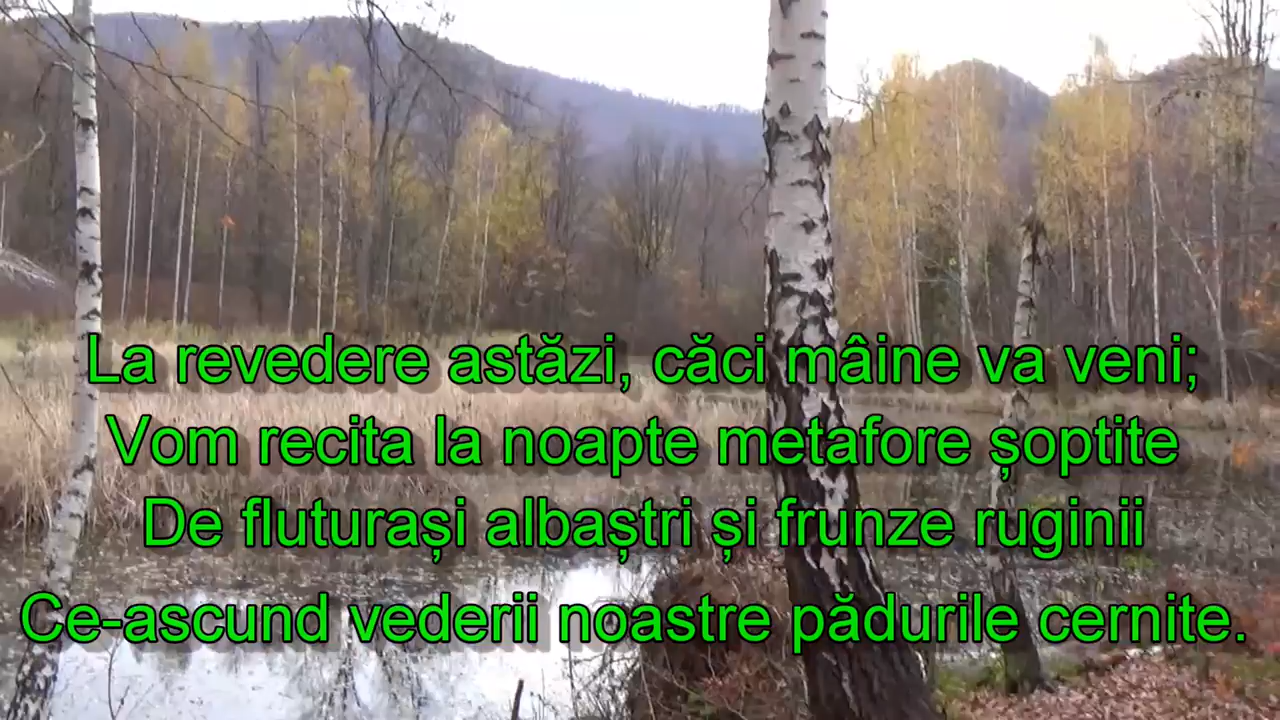 La revedere astăzi, căci mâine va veni;
Vom recita la noapte metafore șoptite
De fluturași albaștri și frunze ruginii
Ce-ascund vederii noastre pădurile cernite.